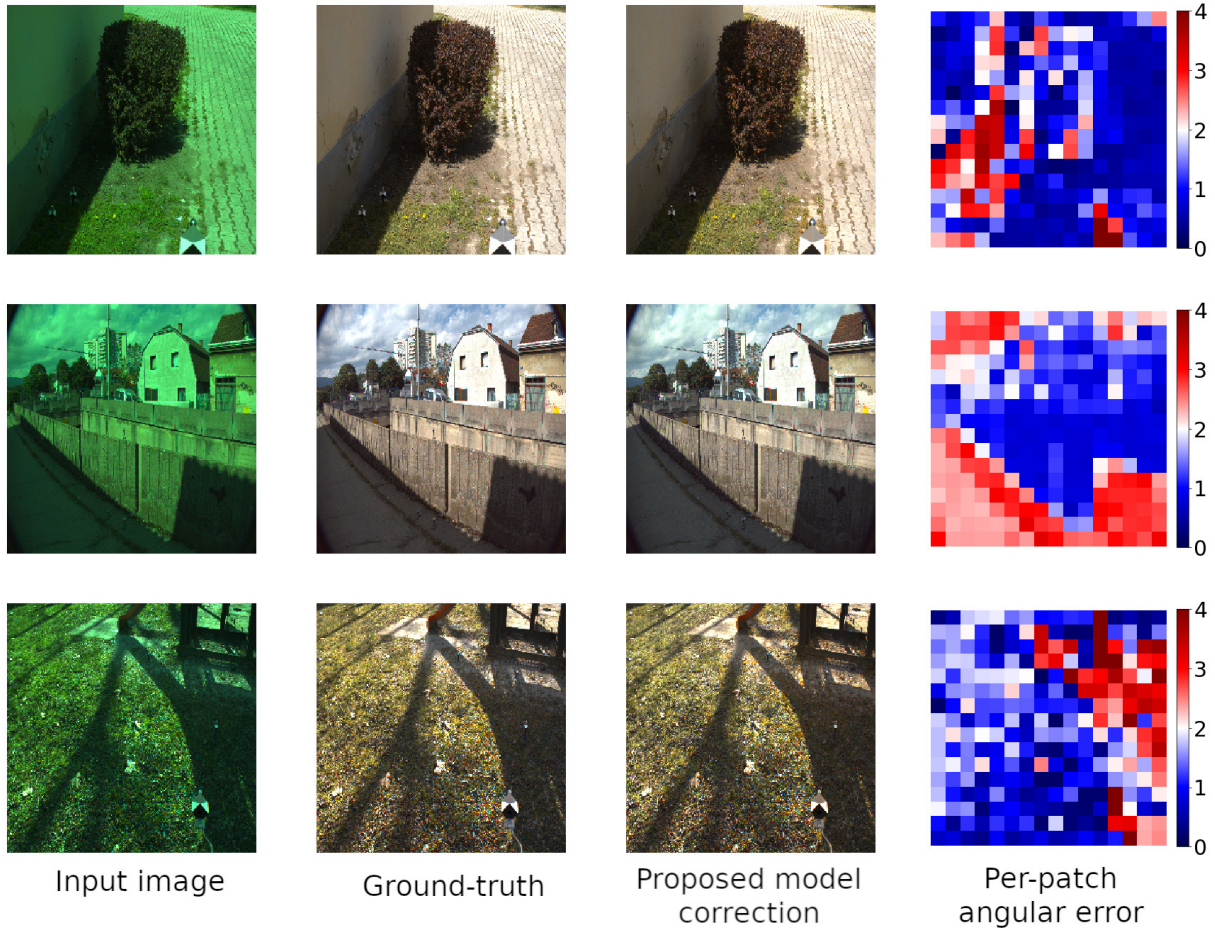 4
3
2
1
0
4
3
2
1
0
4
3
2
1
0
Input image
Ground-truth
Proposed model
correction
Per-patch
angular error